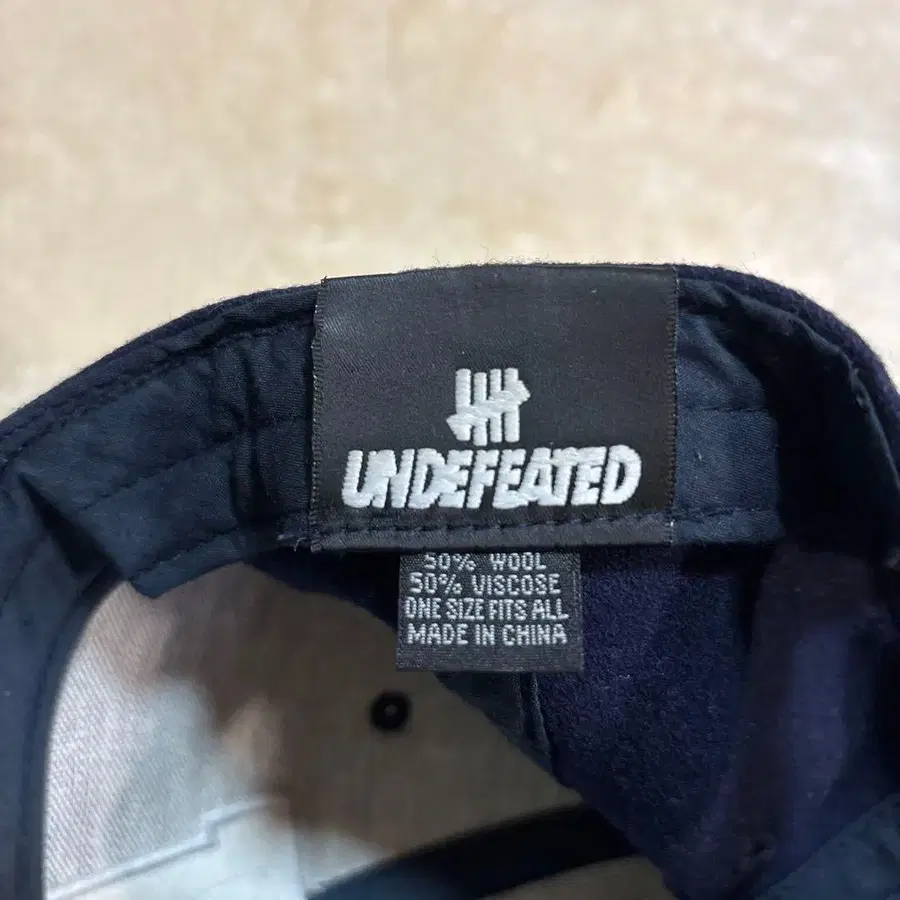 UNDEFEATED
50% WOOL
50% VISCOSE
ONE SIZE FITS ALL
MADE IN CHINA